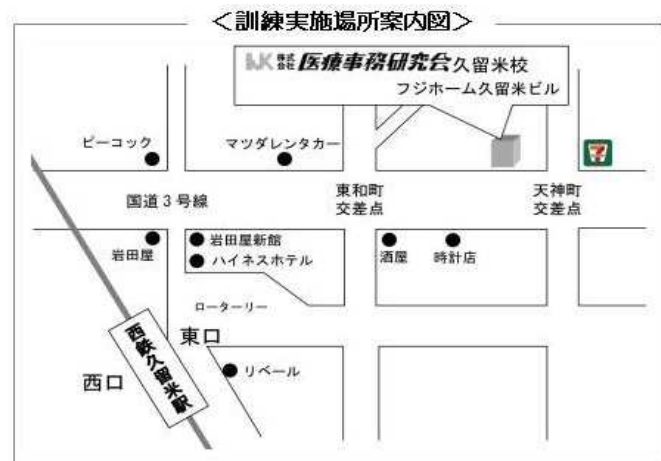 ＜訓練実施場所案内図＞
株式会社 医療事務研究会久留米校
フジホーム久留米ビル
ピーコック
マツダレンタカー
7
国道3号線
東和町
交差点
天神町
交差点
岩田屋
岩田屋新館
ハイネスホテル
酒屋
時計店
ローターリー
東口
西鉄久留米駅
西口
リベール